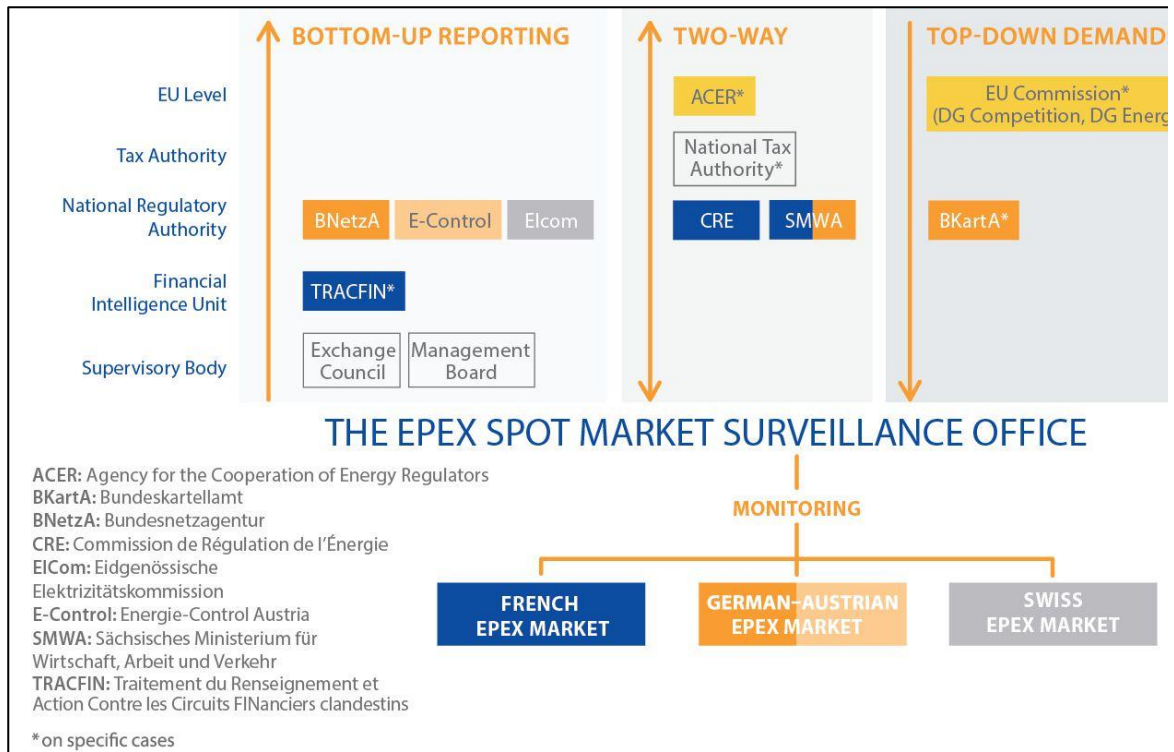 BOTTOM-UP REPORTING
TWO-WAY
TOP-DOWN DEMAND
EU Level
ACER*
EU Commission*
(DG Competition, DG Energ
Tax Authority
National Tax
Authority*
National Regulatory
Authority
BNetzA
E-Control
Elcom
CRE
SMWA
BKartA*
Financial
Intelligence Unit
TRACFIN*
Supervisory Body
Exchange
Council
Management
Board
THE EPEX SPOT MARKET SURVEILLANCE OFFICE
ACER: Agency for the Cooperation of Energy Regulators
BKartA: Bundeskartellamt
BNetzA: Bundesnetzagentur
CRE: Commission de Régulation de l’Énergie
ElCom: Eidgenössische
Elektrizitätskommission
E-Control: Energie-Control Austria
SMWA: Sächsisches Ministerium für
Wirtschaft, Arbeit und Verkehr
TRACFIN: Traitement du Renseignement et
Action Contre les Circuits FINanciers clandestins
*on specific cases
MONITORING
FRENCH
EPEX MARKET
GERMAN–AUSTRIAN
EPEX MARKET
SWISS
EPEX MARKET